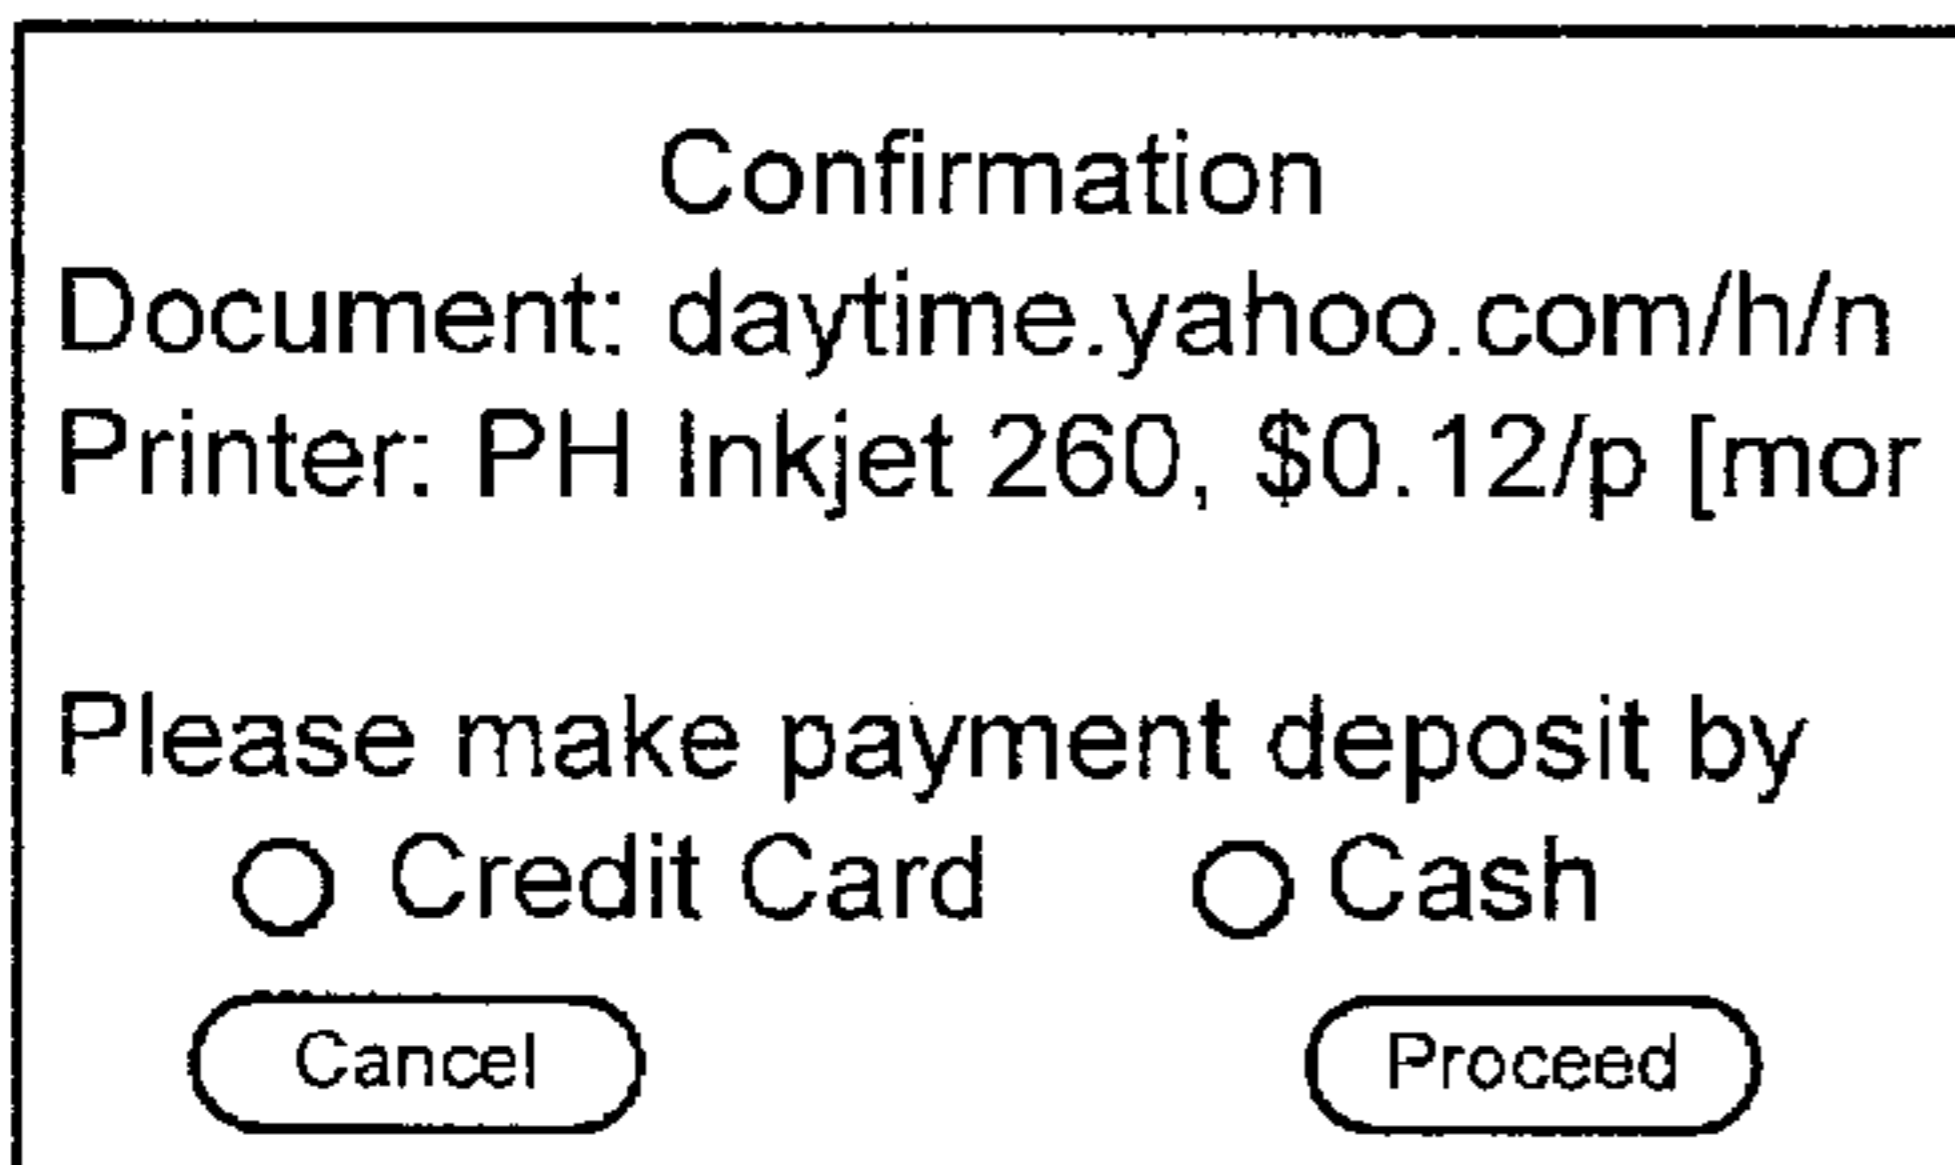 Confirmation
Document: daytime.yahoo.com/h/n
Printer: PH Inkjet 260, $0.12/p [mor
Please make payment deposit by
Credit Card Cash
Cancel Proceed